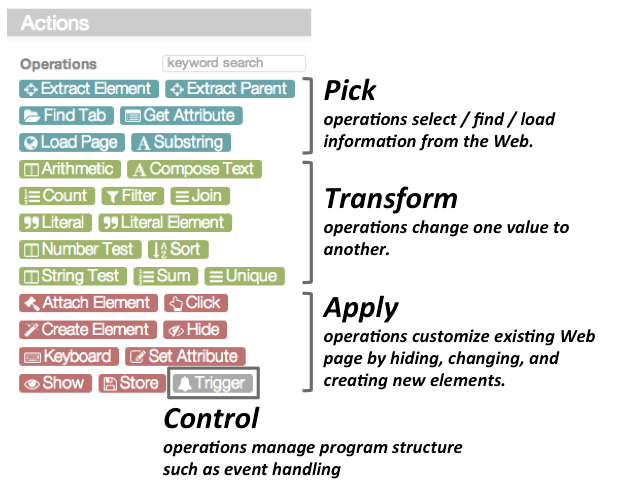 Actions
Operations keyword search
Extract Element Extract Parent
Find Tab Get Attribute
Load Page Substring
Pick
operations select / find / load
information from the Web.
Arithmetic Compose Text
Count Filter Join
Literal Literal Element
Number Test Sort
String Test Sum Unique
Transform
operations change one value to
another.
Attach Element Click
Create Element Hide
Keyboard Set Attribute
Show Store Trigger
Apply
operations customize existing Web
page by hiding, changing, and
creating new elements.
Control
operations manage program structure
such as event handling